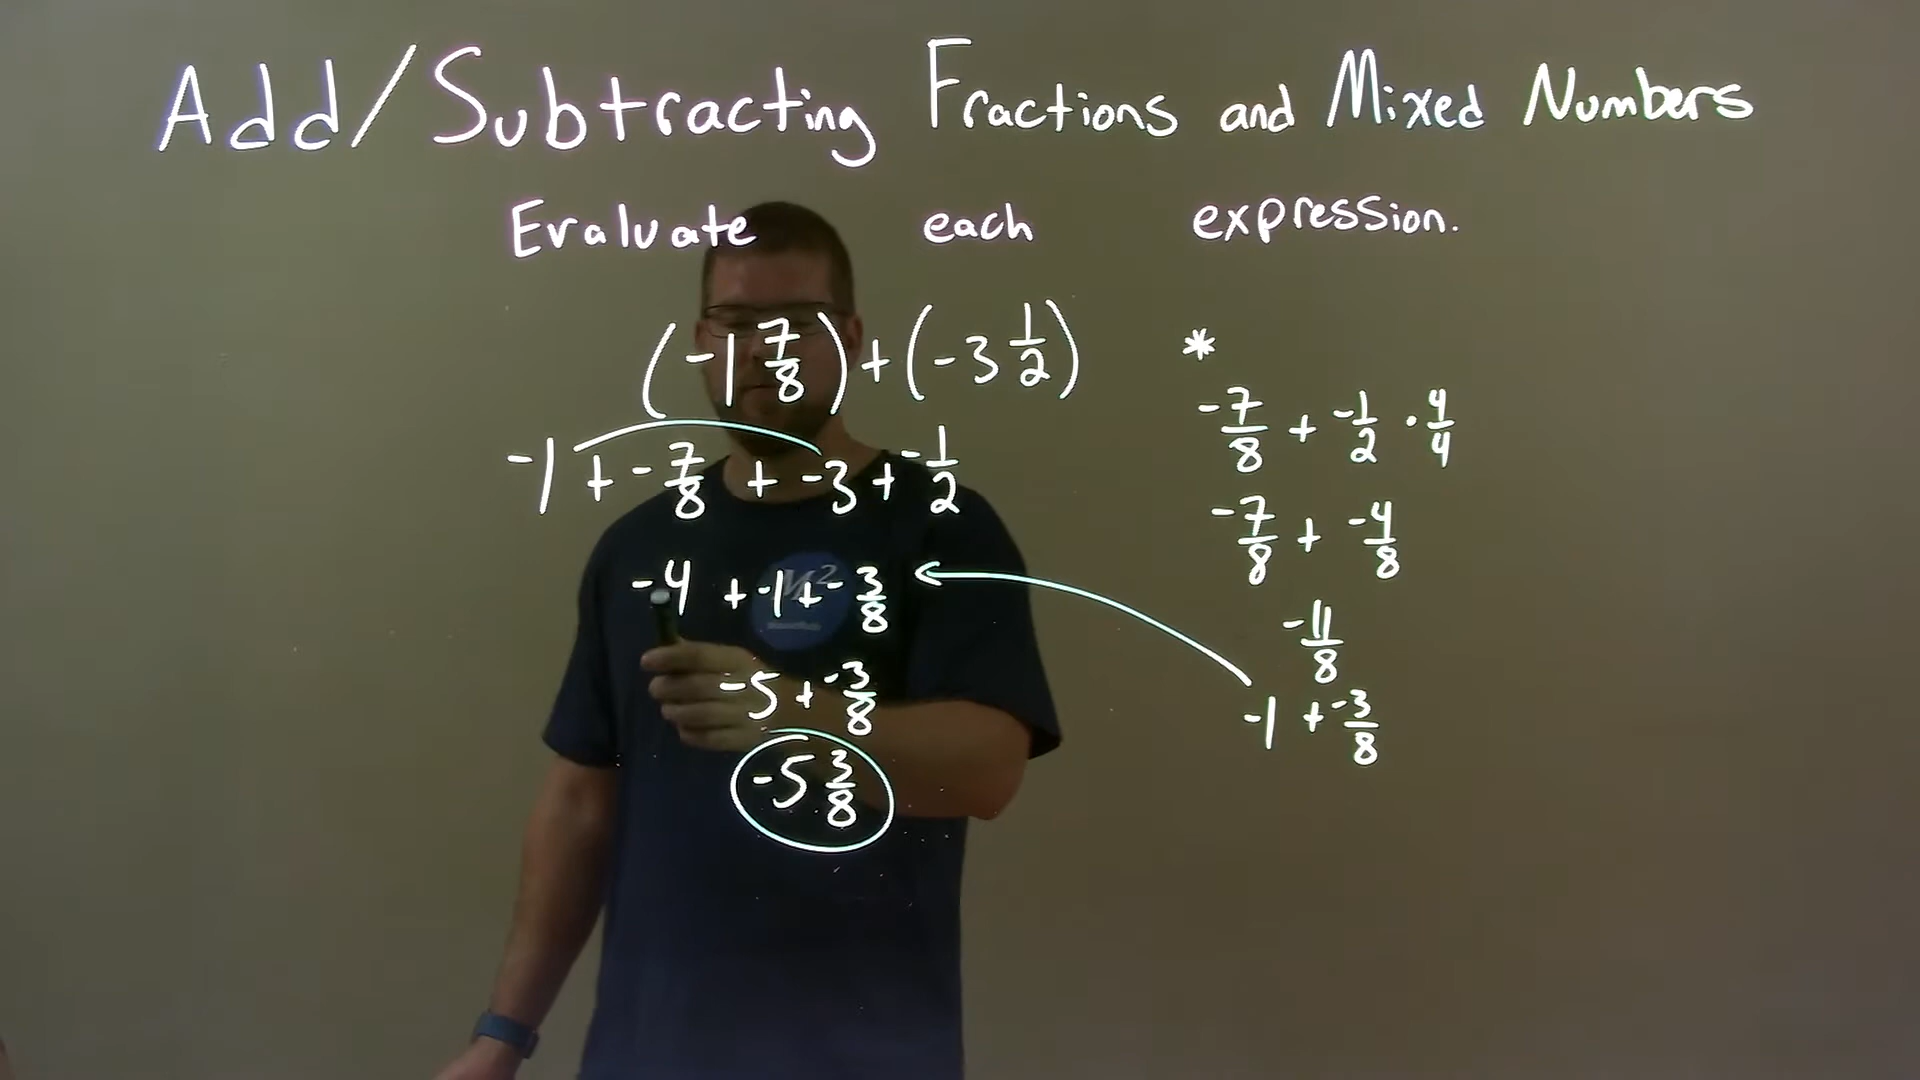 Add/Subtracting Fractions and Mixed Numbers
Evaluate each expression.
(-1 7/8) + (-3 1/2)
-1 + -7/8 + -3 + -1/2
-4 + -1 + -3/8
-5 + -3/8
-5 3/8
*
-7/8 + -1/2 · 4/4
-7/8 + -4/8
-11/8
-1 + -3/8
M²